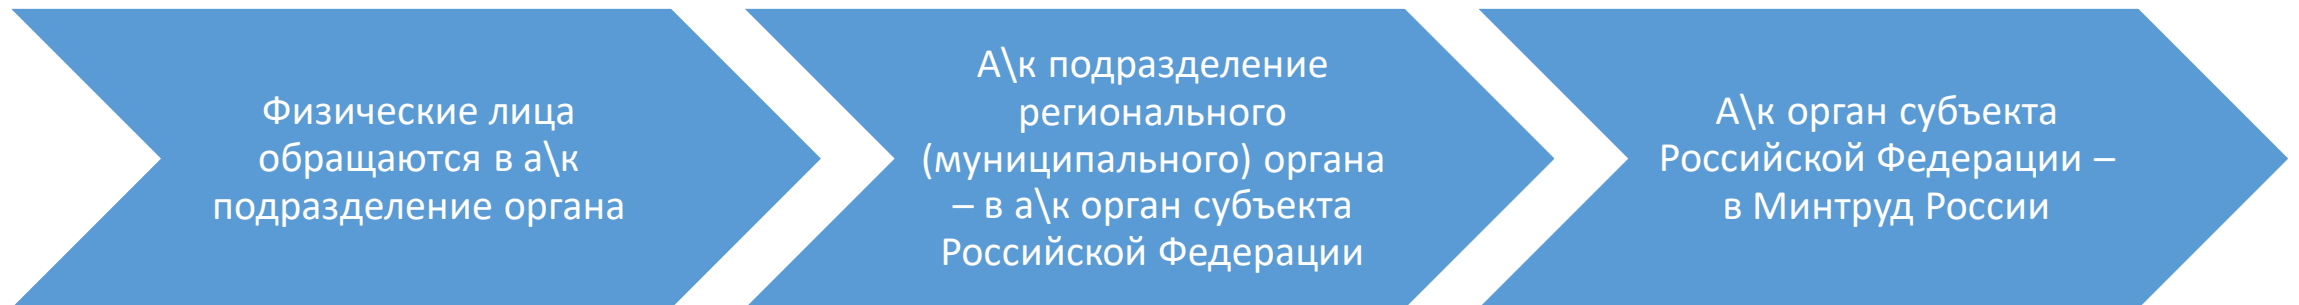 Физические лица
обращаются в а\к
подразделение органа
А\к подразделение
регионального
(муниципального) органа
– в а\к орган субъекта
Российской Федерации
А\к орган субъекта
Российской Федерации –
в Минтруд России